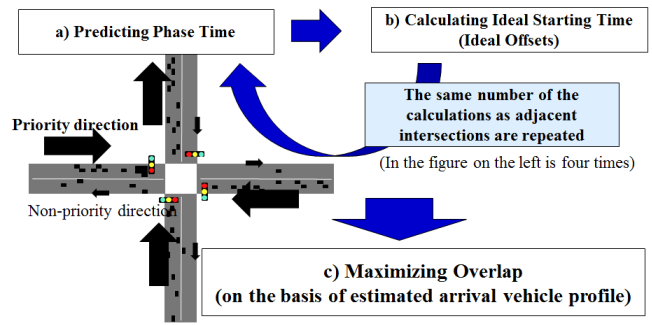 a) Predicting Phase Time
b) Calculating Ideal Starting Time
(Ideal Offsets)
The same number of the
calculations as adjacent
intersections are repeated
(In the figure on the left is four times)
Priority direction
Non-priority direction
c) Maximizing Overlap
(on the basis of estimated arrival vehicle profile)